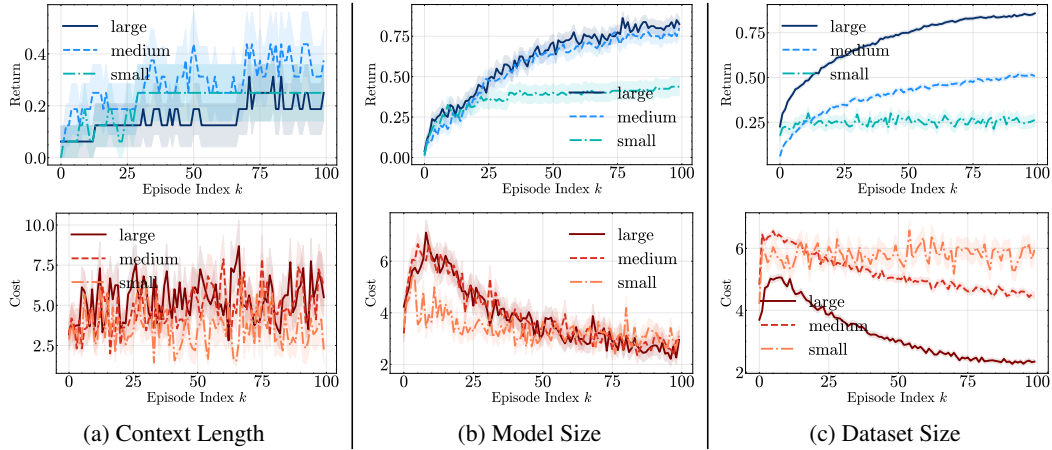 0.4
0.2
0.0
Return
large
medium
small
0 25 50 75 100
Episode Index k
0.75
0.50
0.25
0.00
Return
large
medium
small
0 25 50 75 100
Episode Index k
0.75
0.50
0.25
Return
large
medium
small
0 25 50 75 100
Episode Index k
10.0
7.5
5.0
2.5
Cost
large
medium
small
0 25 50 75 100
Episode Index k
6
4
2
Cost
large
medium
small
0 25 50 75 100
Episode Index k
6
4
2
Cost
large
medium
small
0 25 50 75 100
Episode Index k
(a) Context Length
(b) Model Size
(c) Dataset Size